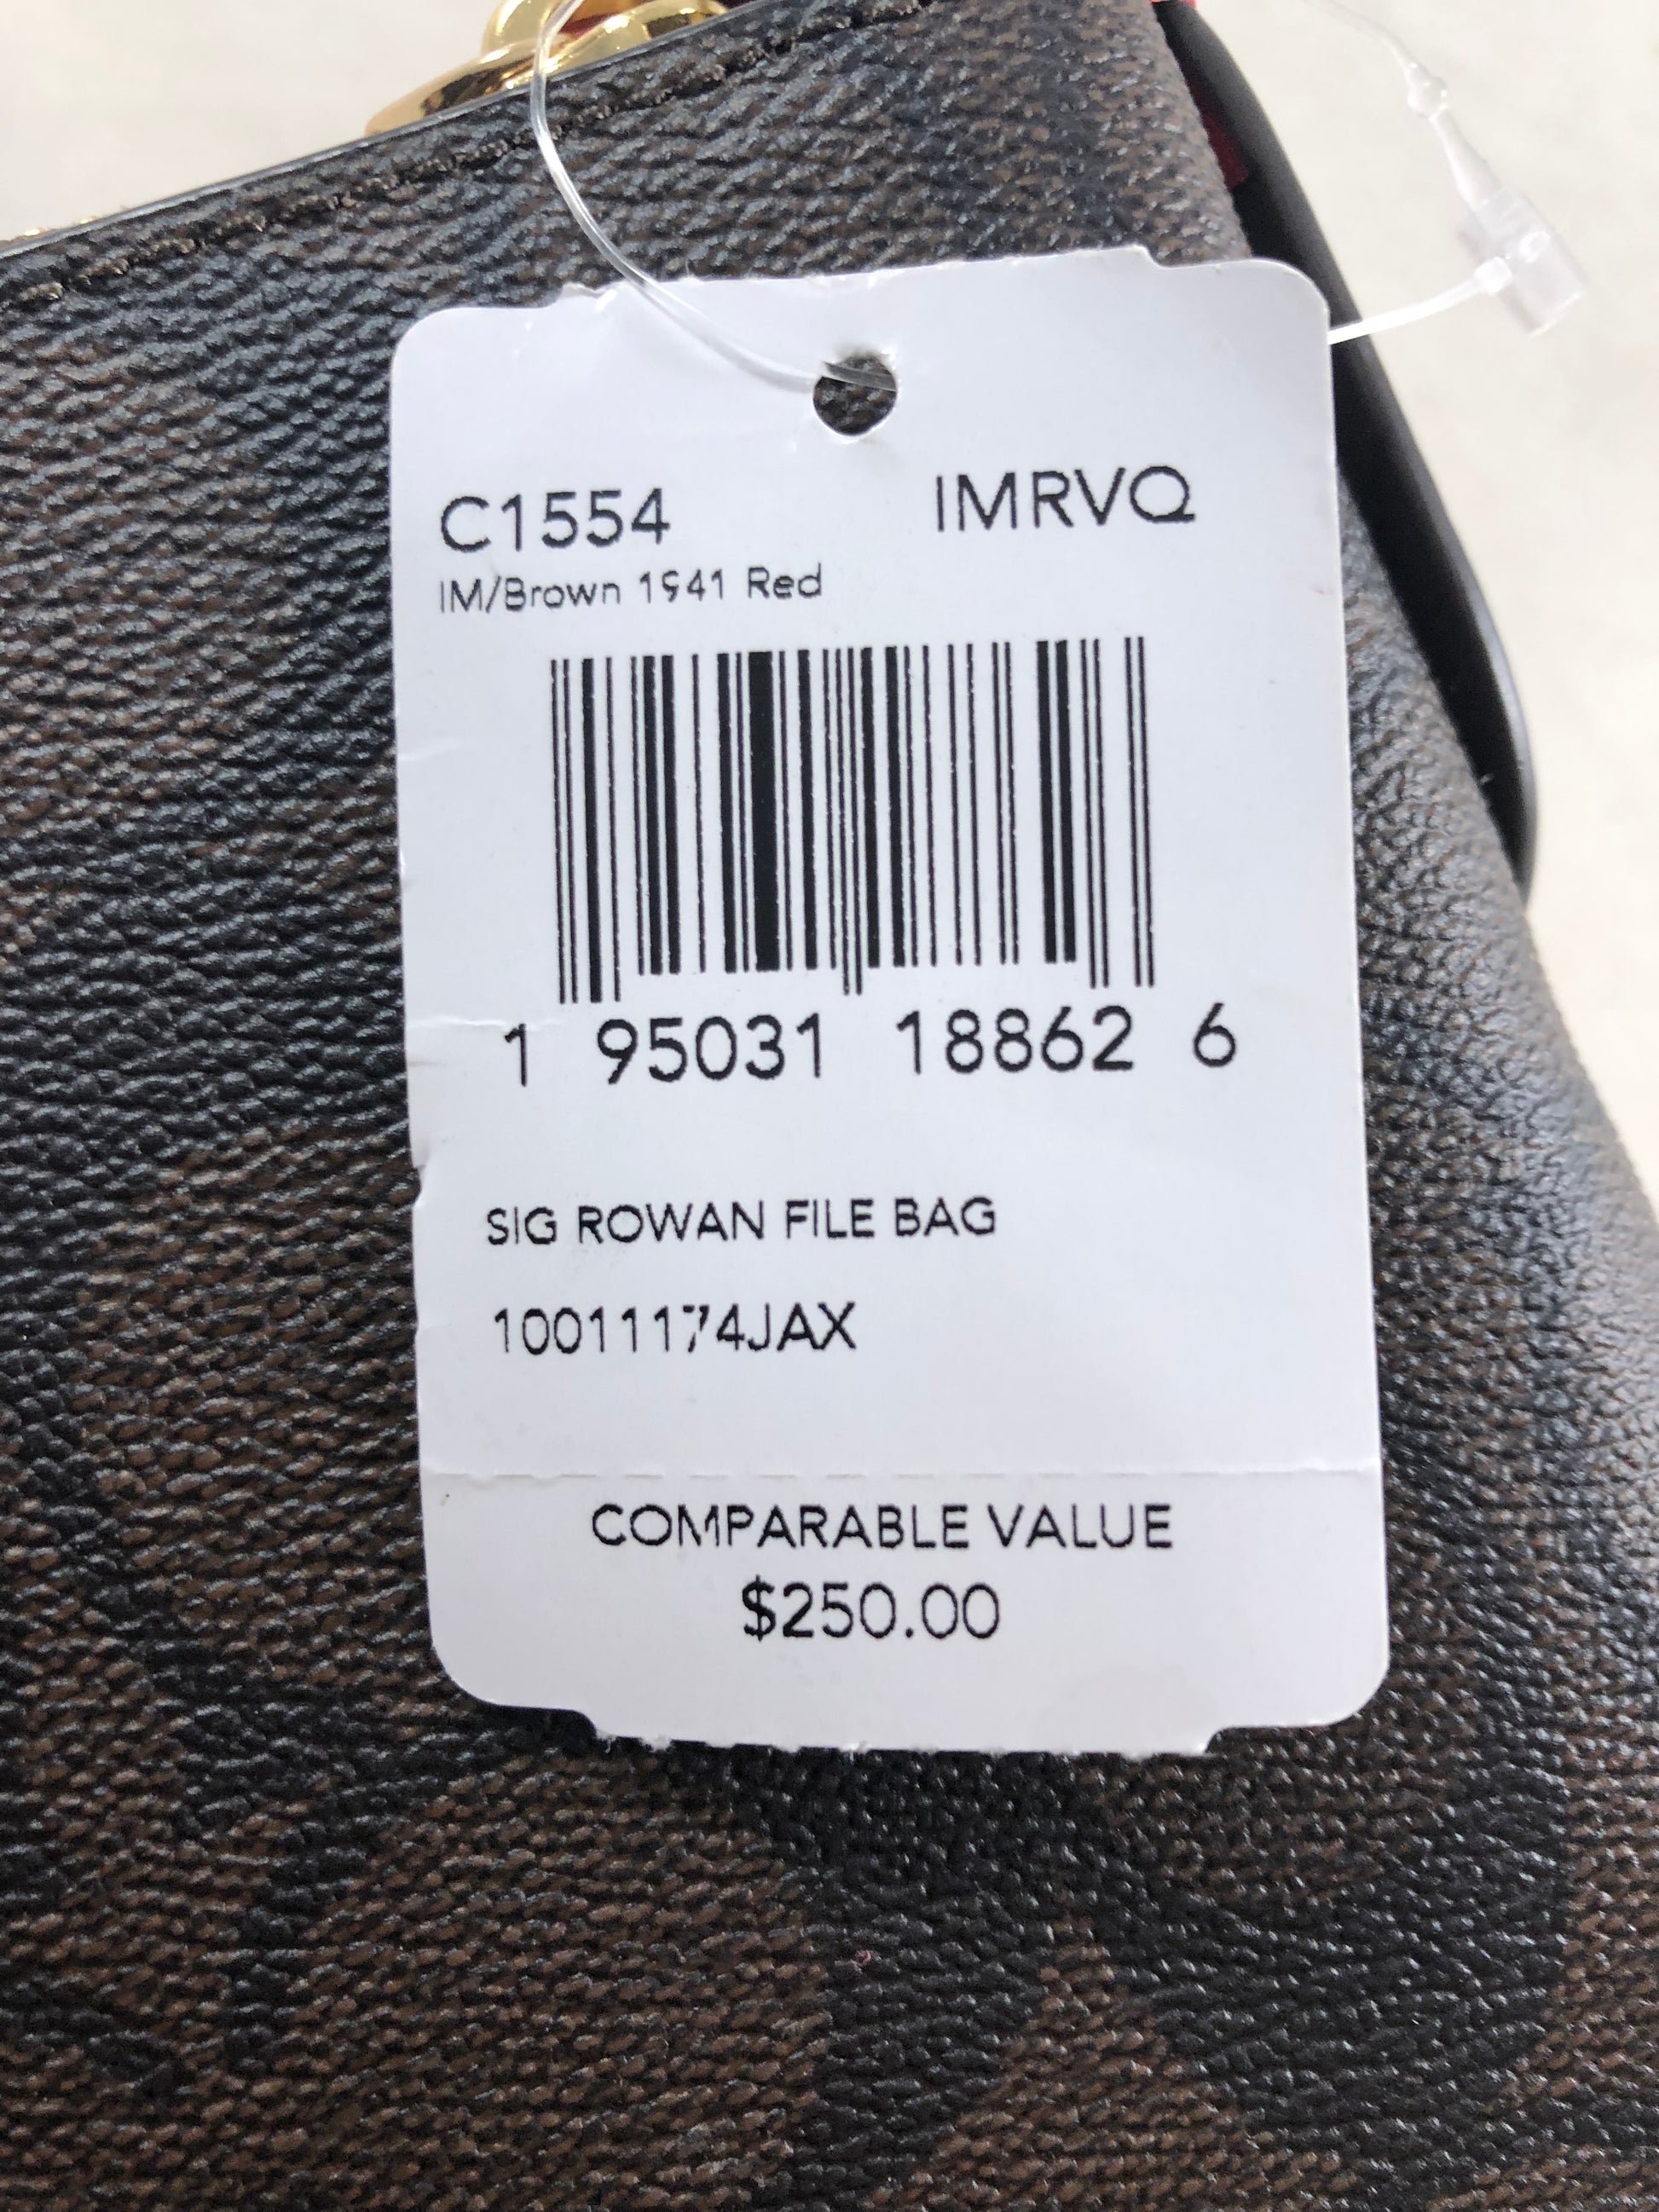 C1554 IMRVQ
IM/Brown 1941 Red
1 95031 18862 6
SIG ROWAN FILE BAG
10011174JAX
COMPARABLE VALUE
$250.00